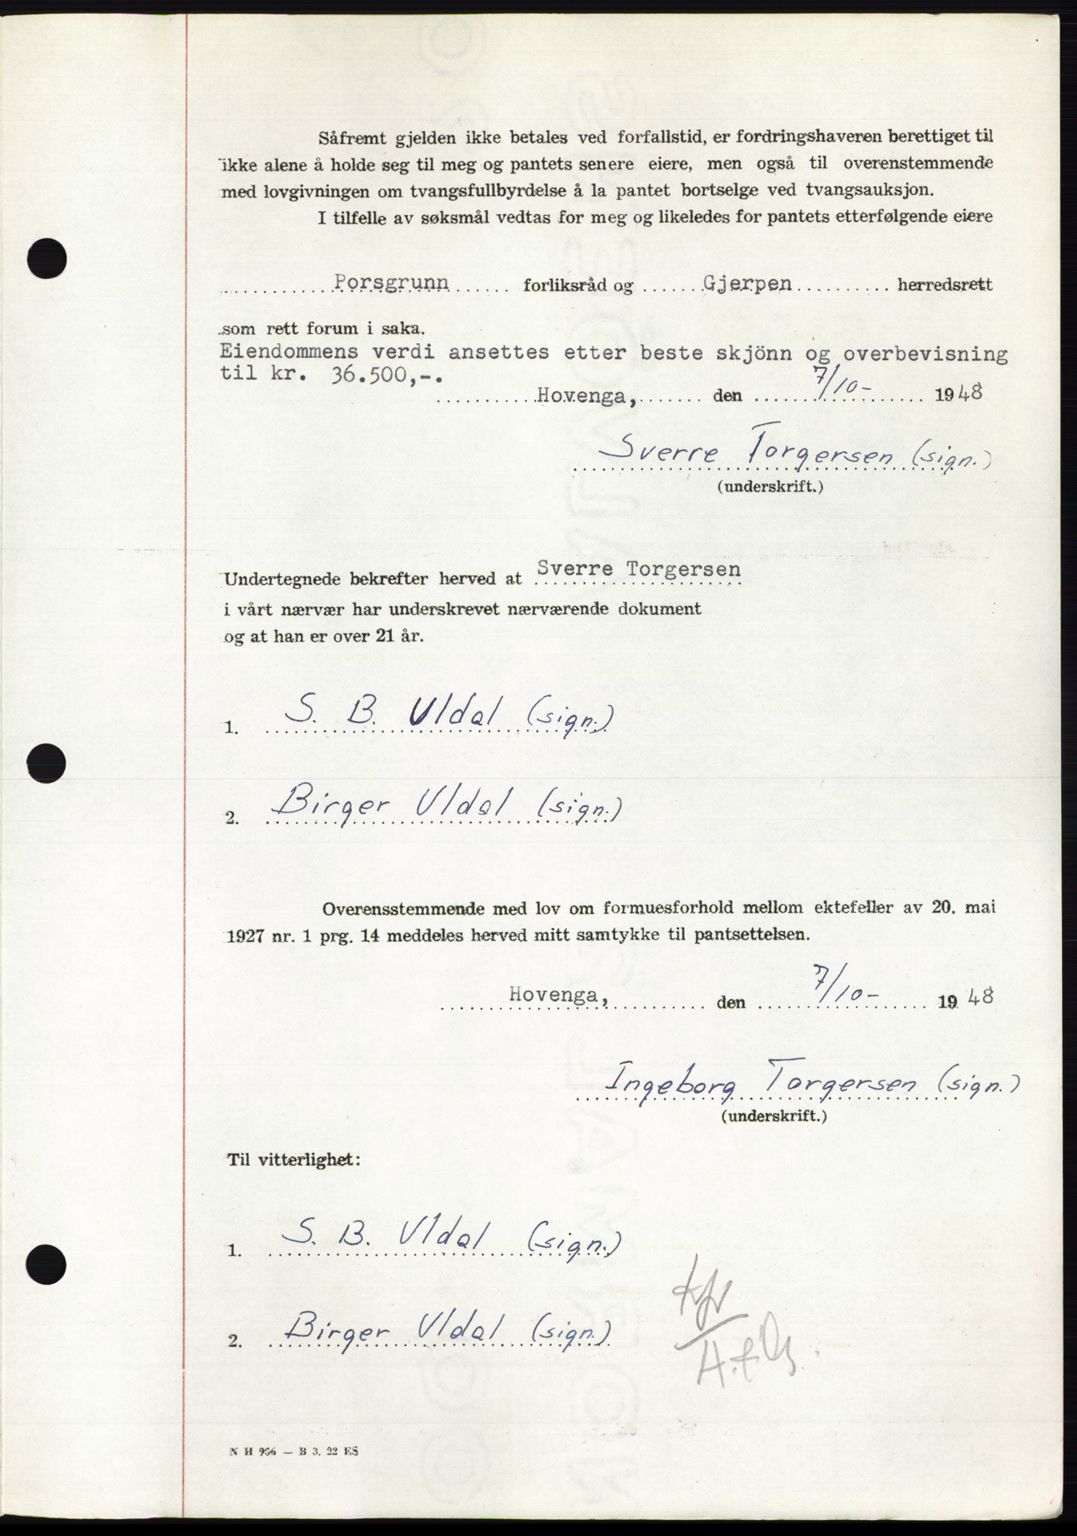 Såfremt gjelden ikke betales ved forfallstid, er fordringshaveren berettiget til
ikke alene å holde seg til meg og pantets senere eiere, men også til overenstemmende
med lovgivningen om tvangsfullbyrdelse å la pantet bortselge ved tvangsauksjon.
I tilfelle av søksmål vedtas for meg og likeledes for pantets etterfølgende eiere
Porsgrunn forliksråd og Gjerpen herredsrett
som rett forum i saka.
Eiendommens verdi ansettes etter beste skjönn og overbevisning
til kr. 36.500,-.
Hovenga, den 7/10- 1948
Sverre Torgersen (sign.)
(underskrift.)
Undertegnede bekrefter herved at Sverre Torgersen
i vårt nærvær har underskrevet nærværende dokument
og at han er over 21 år.
1. S. B. Uldal (sign.)
2. Birger Uldal (sign.)
Overensstemmende med lov om formuesforhold mellom ektefeller av 20. mai
1927 nr. 1 prg. 14 meddeles herved mitt samtykke til pantsettelsen.
Hovenga, den 7/10- 1948
Ingeborg Torgersen (sign.)
(underskrift.)
Til vitterlighet:
1. S. B. Uldal (sign.)
2. Birger Uldal (sign.)
N H 956 — B 3. 22 ES